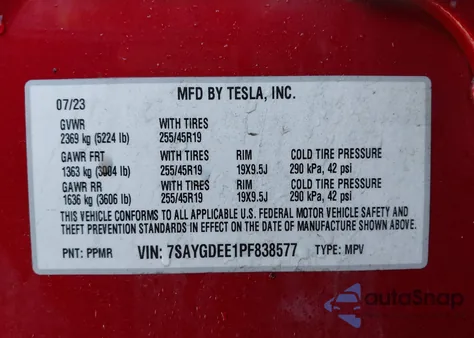 MFD BY TESLA, INC.
07/23
GVWR WITH TIRES
2369 kg (5224 lb) 255/45R19
GAWR FRT WITH TIRES RIM COLD TIRE PRESSURE
1363 kg (3004 lb) 255/45R19 19X9.5J 290 kPa, 42 psi
GAWR RR WITH TIRES RIM COLD TIRE PRESSURE
1636 kg (3606 lb) 255/45R19 19X9.5J 290 kPa, 42 psi
THIS VEHICLE CONFORMS TO ALL APPLICABLE U.S. FEDERAL MOTOR VEHICLE SAFETY AND
THEFT PREVENTION STANDARDS IN EFFECT ON THE DATE OF MANUFACTURE SHOWN ABOVE.
PNT: PPMR VIN: 7SAYGDEE1PF838577 TYPE: MPV
autoSnap